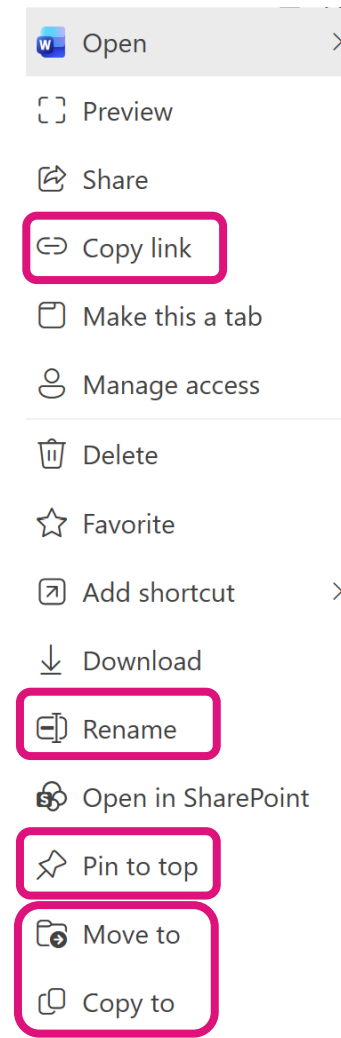 Open
Preview
Share
Copy link
Make this a tab
Manage access
Delete
Favorite
Add shortcut
Download
Rename
Open in SharePoint
Pin to top
Move to
Copy to